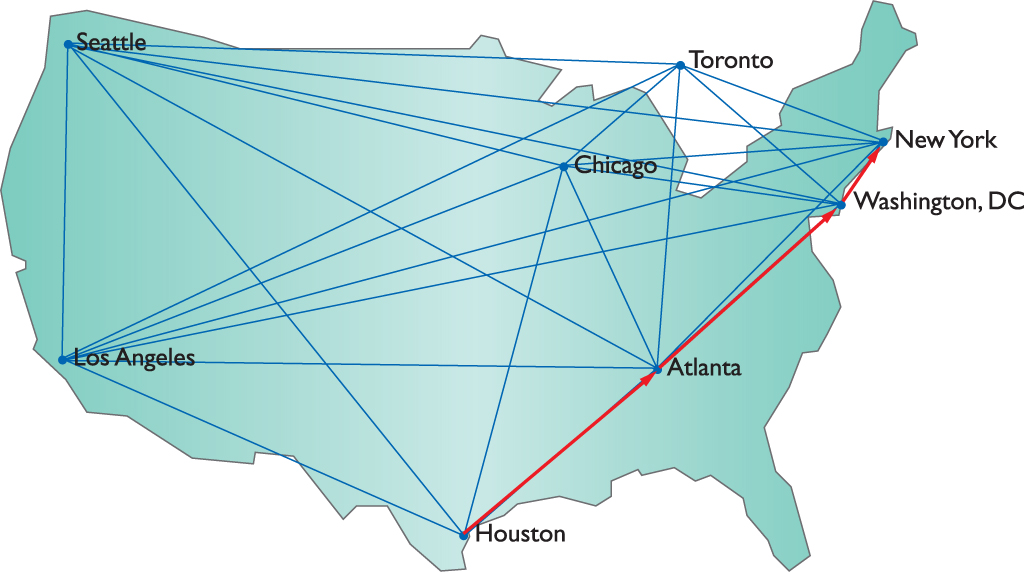 Seattle
Toronto
New York
Chicago
Washington, DC
Los Angeles
Atlanta
Houston